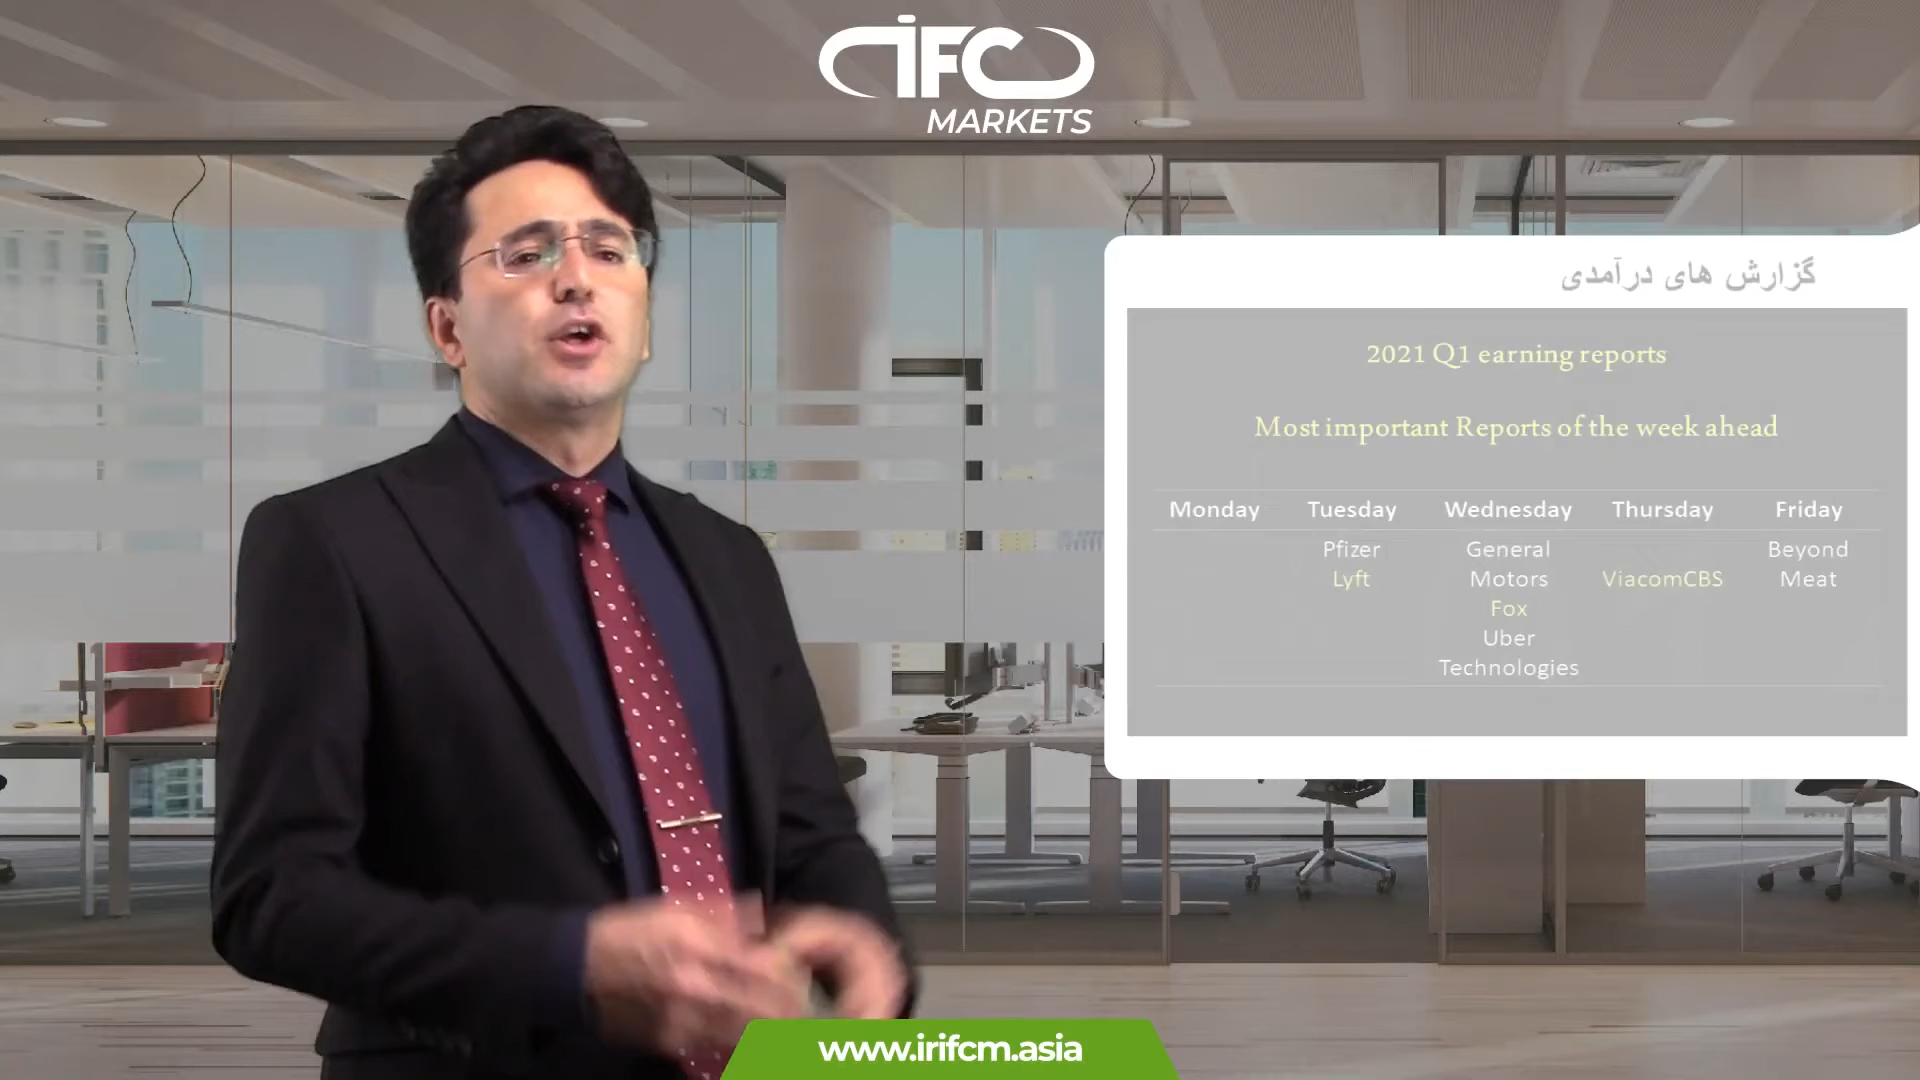 IFC
MARKETS
گزارش های درآمدی
2021 Q1 earning reports
Most important Reports of the week ahead
Monday Tuesday Wednesday Thursday Friday
Pfizer General Beyond
Lyft Motors ViacomCBS Meat
Fox
Uber
Technologies
www.irifcm.asia